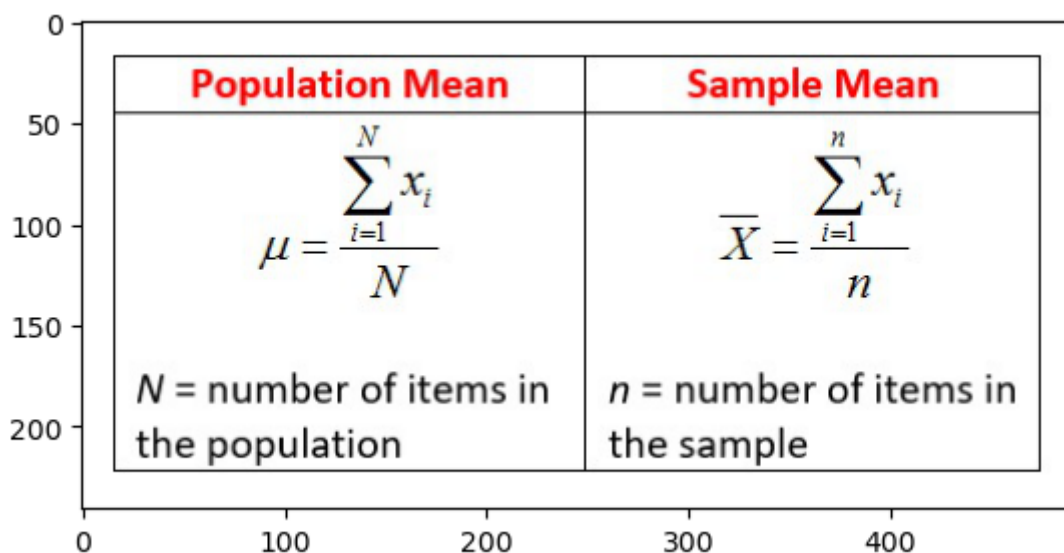 0
50
100
150
200
Population Mean
Sample Mean
N
∑ xᵢ
i=1
μ =
N
n
∑ xᵢ
i=1
X̅ =
n
N = number of items in
the population
n = number of items in
the sample
0
100
200
300
400